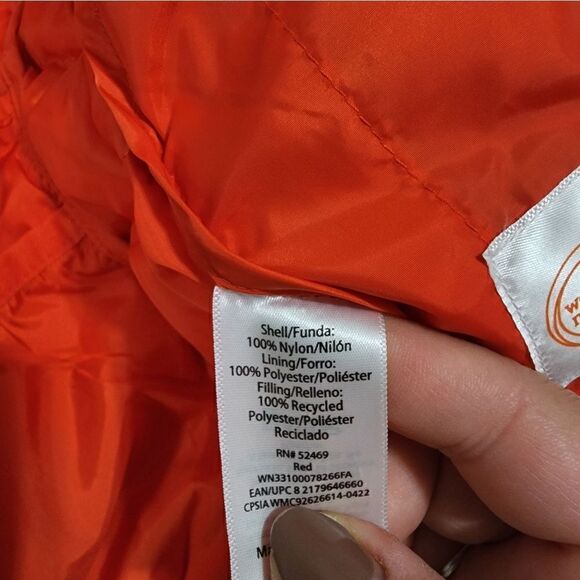 Shell/Funda:
100% Nylon/Nilón
Lining/Forro:
100% Polyester/Poliéster
Filling/Relleno:
100% Recycled
Polyester/Poliéster
Reciclado
RN# 52469
Red
WN33100078266FA
EAN/UPC 8 2179646660
CPSIA WMC92626614-0422